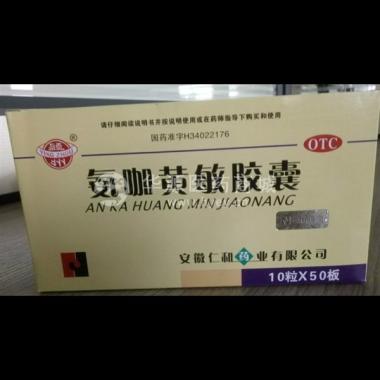 请仔细阅读说明书并按说明使用或在药师指导下购买和使用
国药准字H34022176
OTC
氨咖黄敏胶囊
AN KA HUANG MINJIAONANG
安徽仁和药业有限公司
10粒X50板